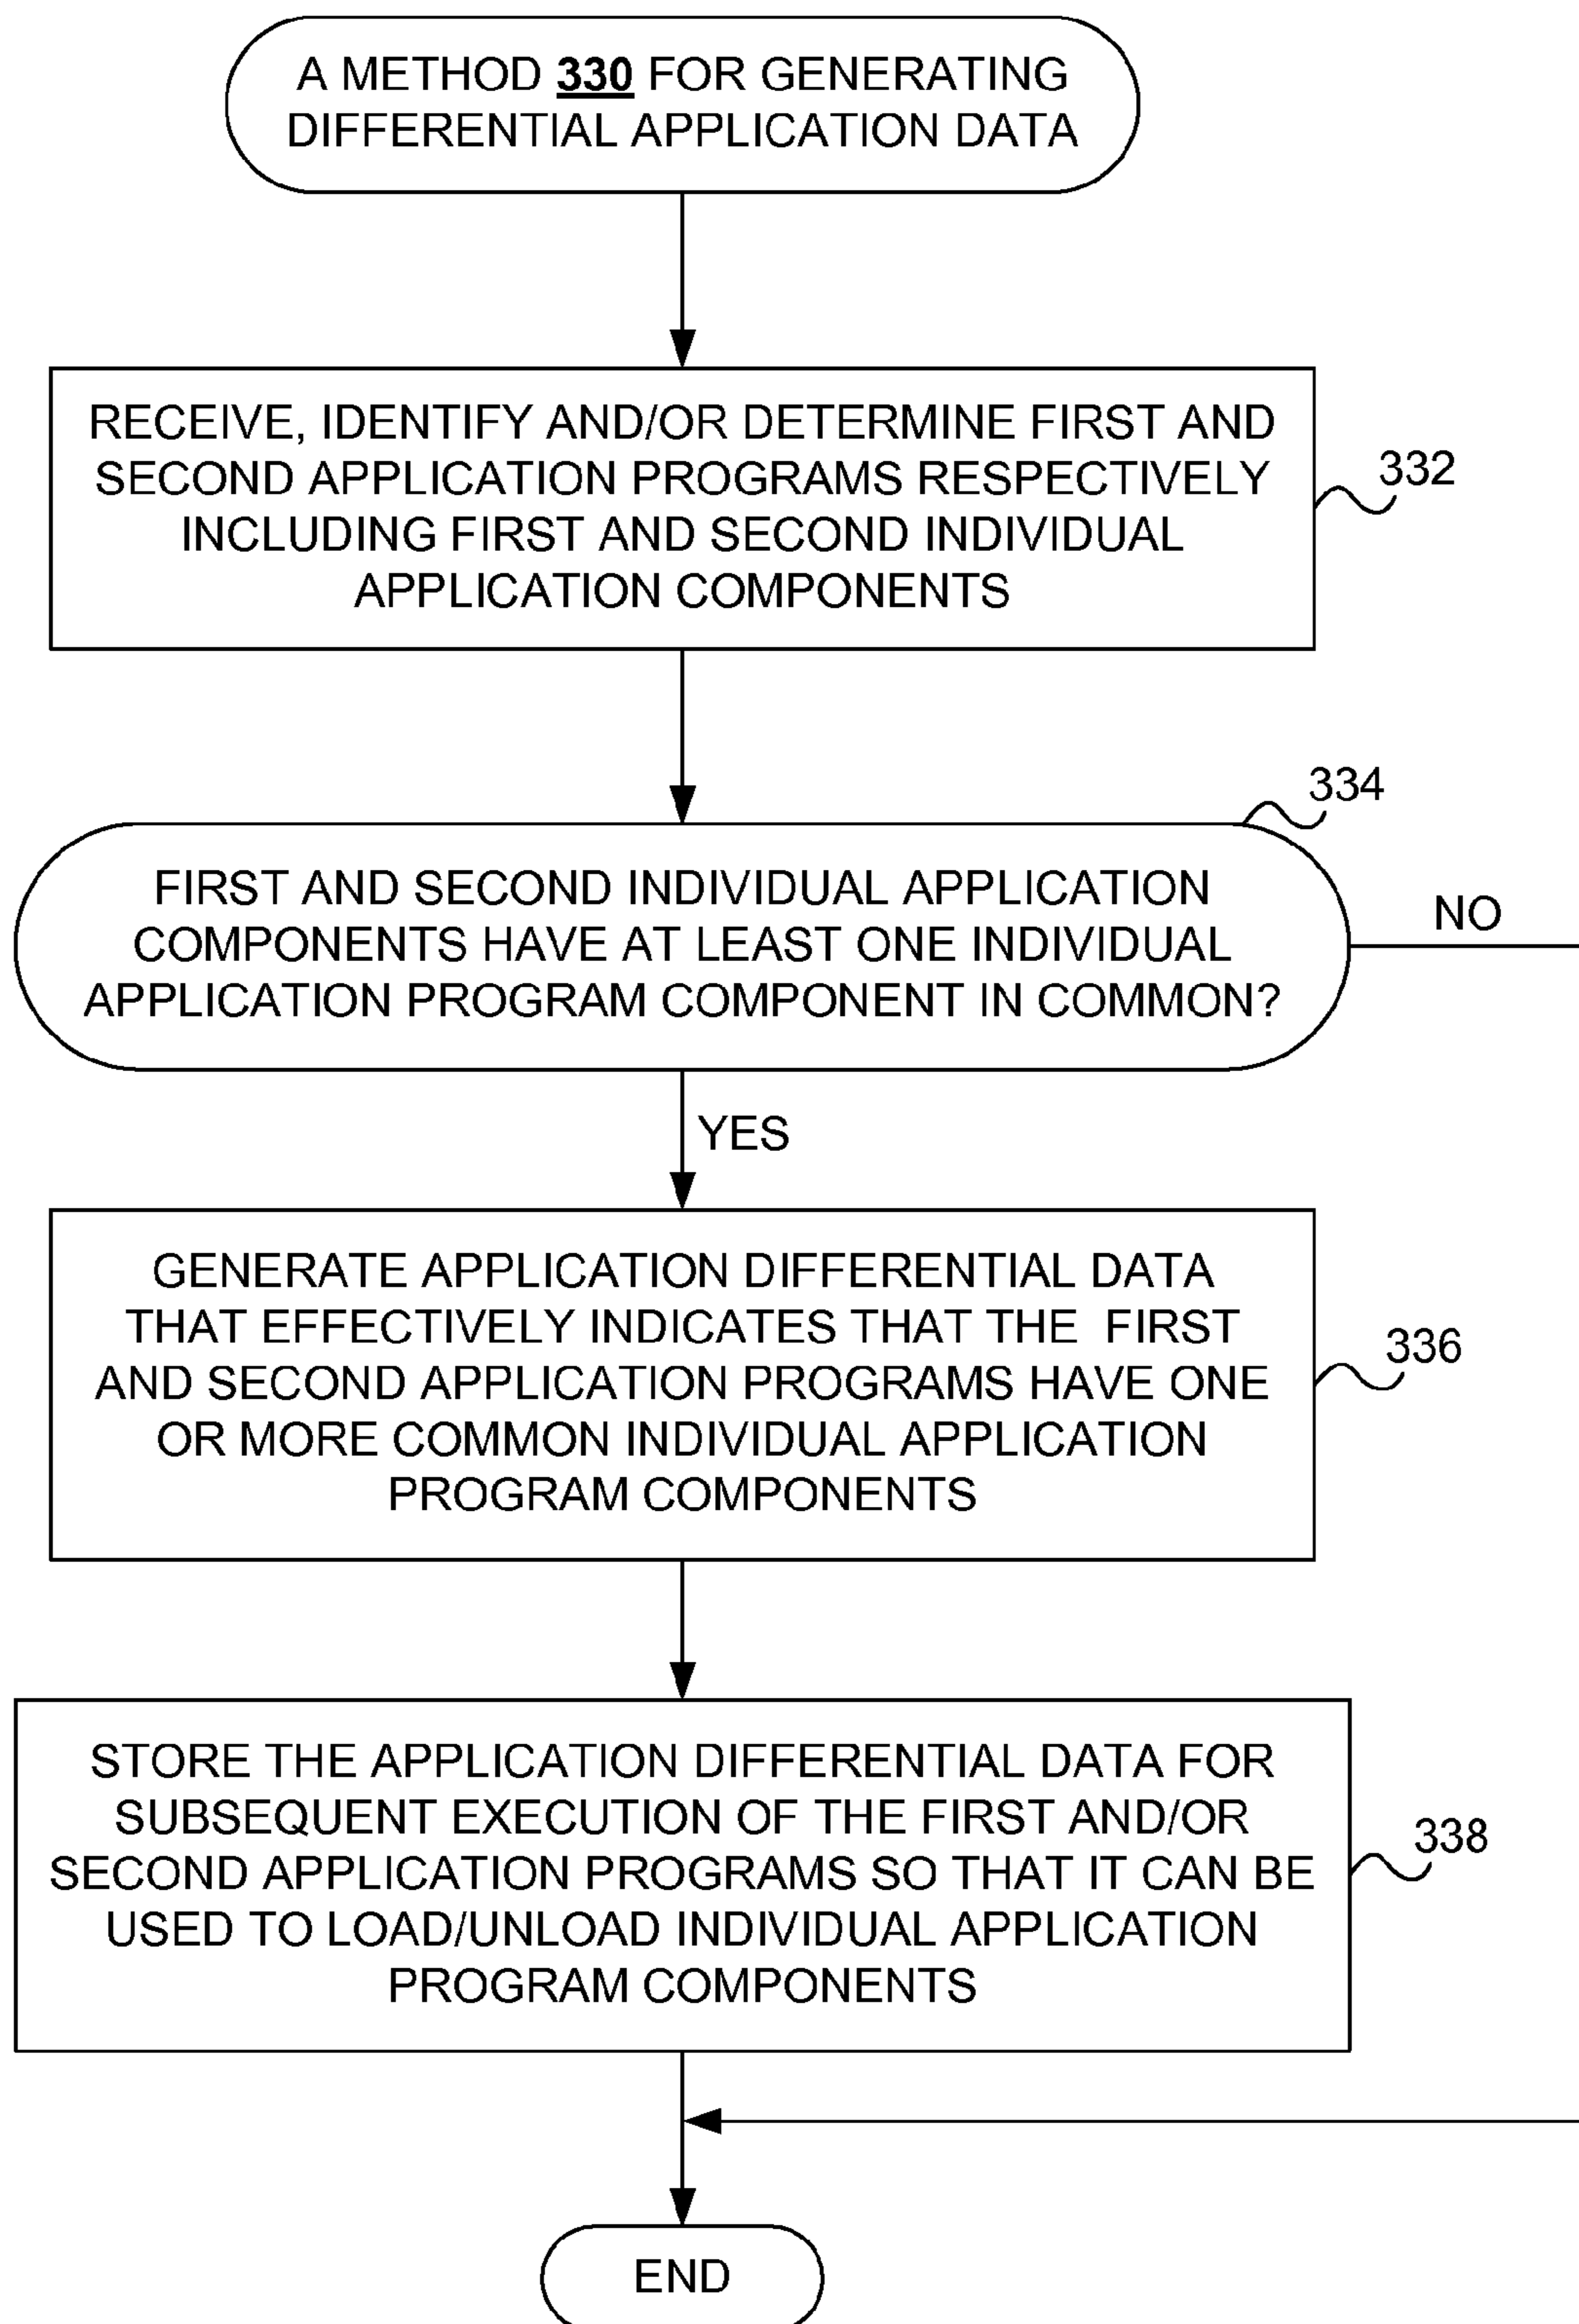 A METHOD 330 FOR GENERATING
DIFFERENTIAL APPLICATION DATA
RECEIVE, IDENTIFY AND/OR DETERMINE FIRST AND
SECOND APPLICATION PROGRAMS RESPECTIVELY
INCLUDING FIRST AND SECOND INDIVIDUAL
APPLICATION COMPONENTS
332
334
FIRST AND SECOND INDIVIDUAL APPLICATION
COMPONENTS HAVE AT LEAST ONE INDIVIDUAL
APPLICATION PROGRAM COMPONENT IN COMMON?
NO
YES
GENERATE APPLICATION DIFFERENTIAL DATA
THAT EFFECTIVELY INDICATES THAT THE FIRST
AND SECOND APPLICATION PROGRAMS HAVE ONE
OR MORE COMMON INDIVIDUAL APPLICATION
PROGRAM COMPONENTS
336
STORE THE APPLICATION DIFFERENTIAL DATA FOR
SUBSEQUENT EXECUTION OF THE FIRST AND/OR
SECOND APPLICATION PROGRAMS SO THAT IT CAN BE
USED TO LOAD/UNLOAD INDIVIDUAL APPLICATION
PROGRAM COMPONENTS
338
END